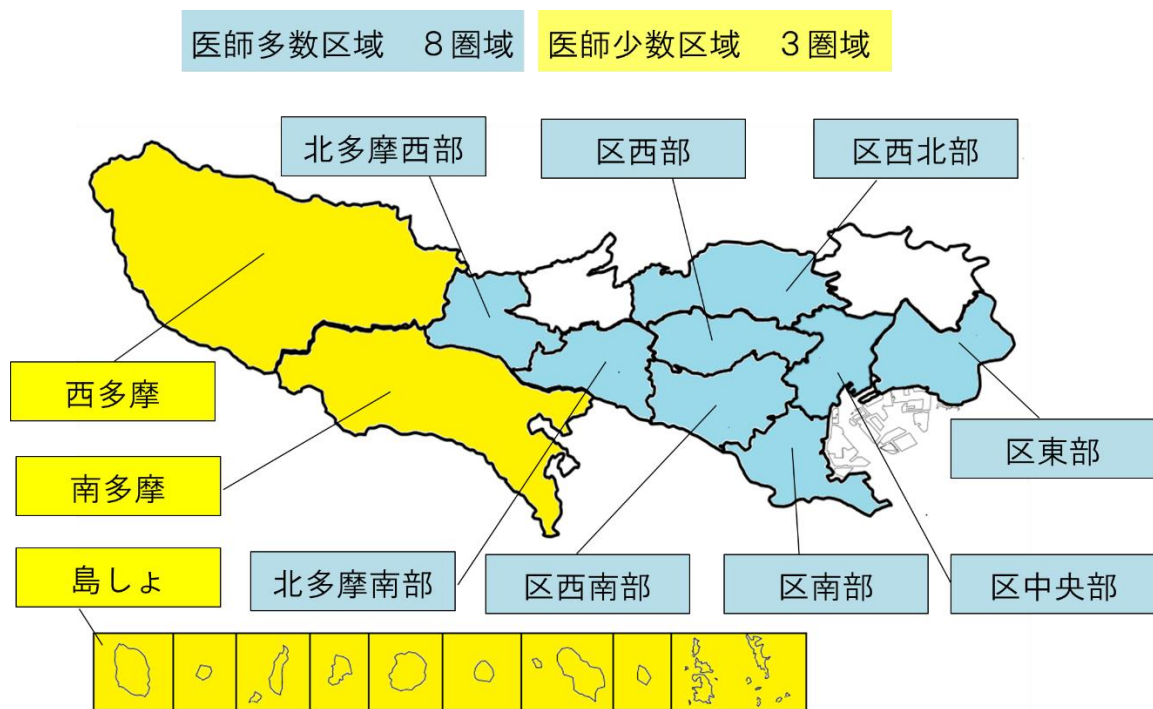 医師多数区域　８圏域
医師少数区域　３圏域
北多摩西部
区西部
区西北部
西多摩
南多摩
島しょ
北多摩南部
区西南部
区南部
区中央部
区東部